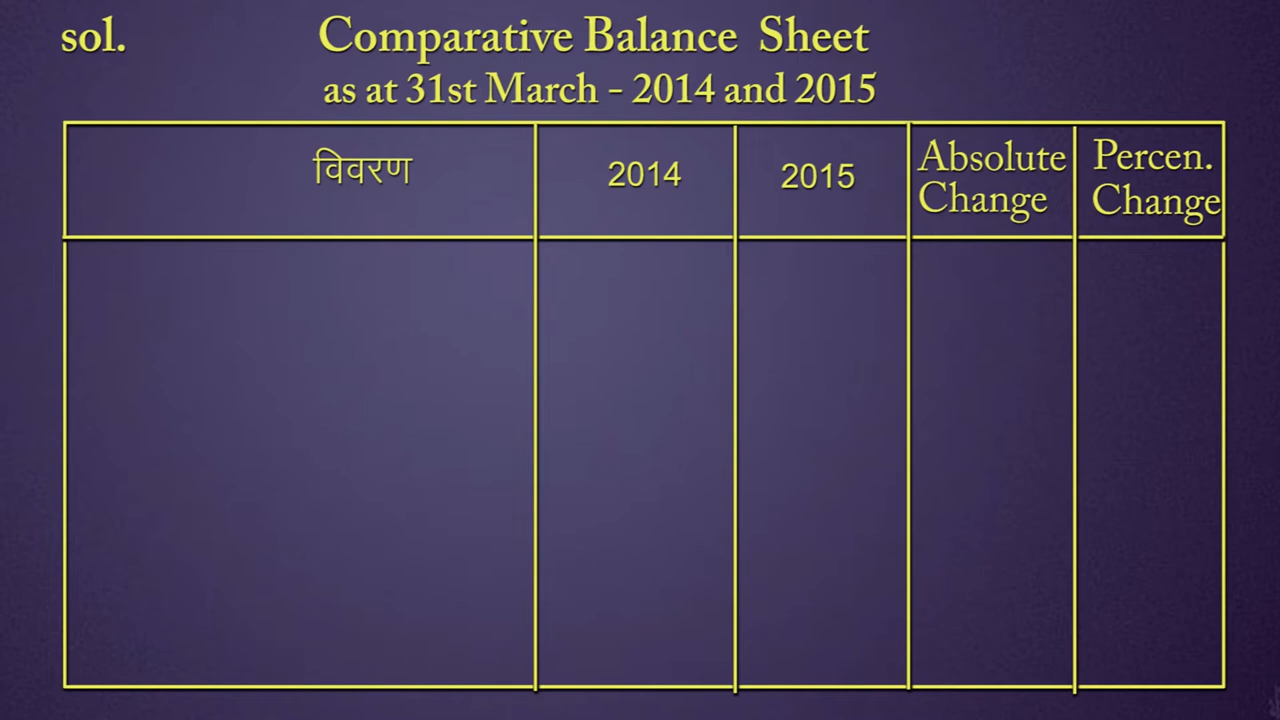 sol.
Comparative Balance Sheet
as at 31st March - 2014 and 2015
विवरण
2014
2015
Absolute
Change
Percen.
Change